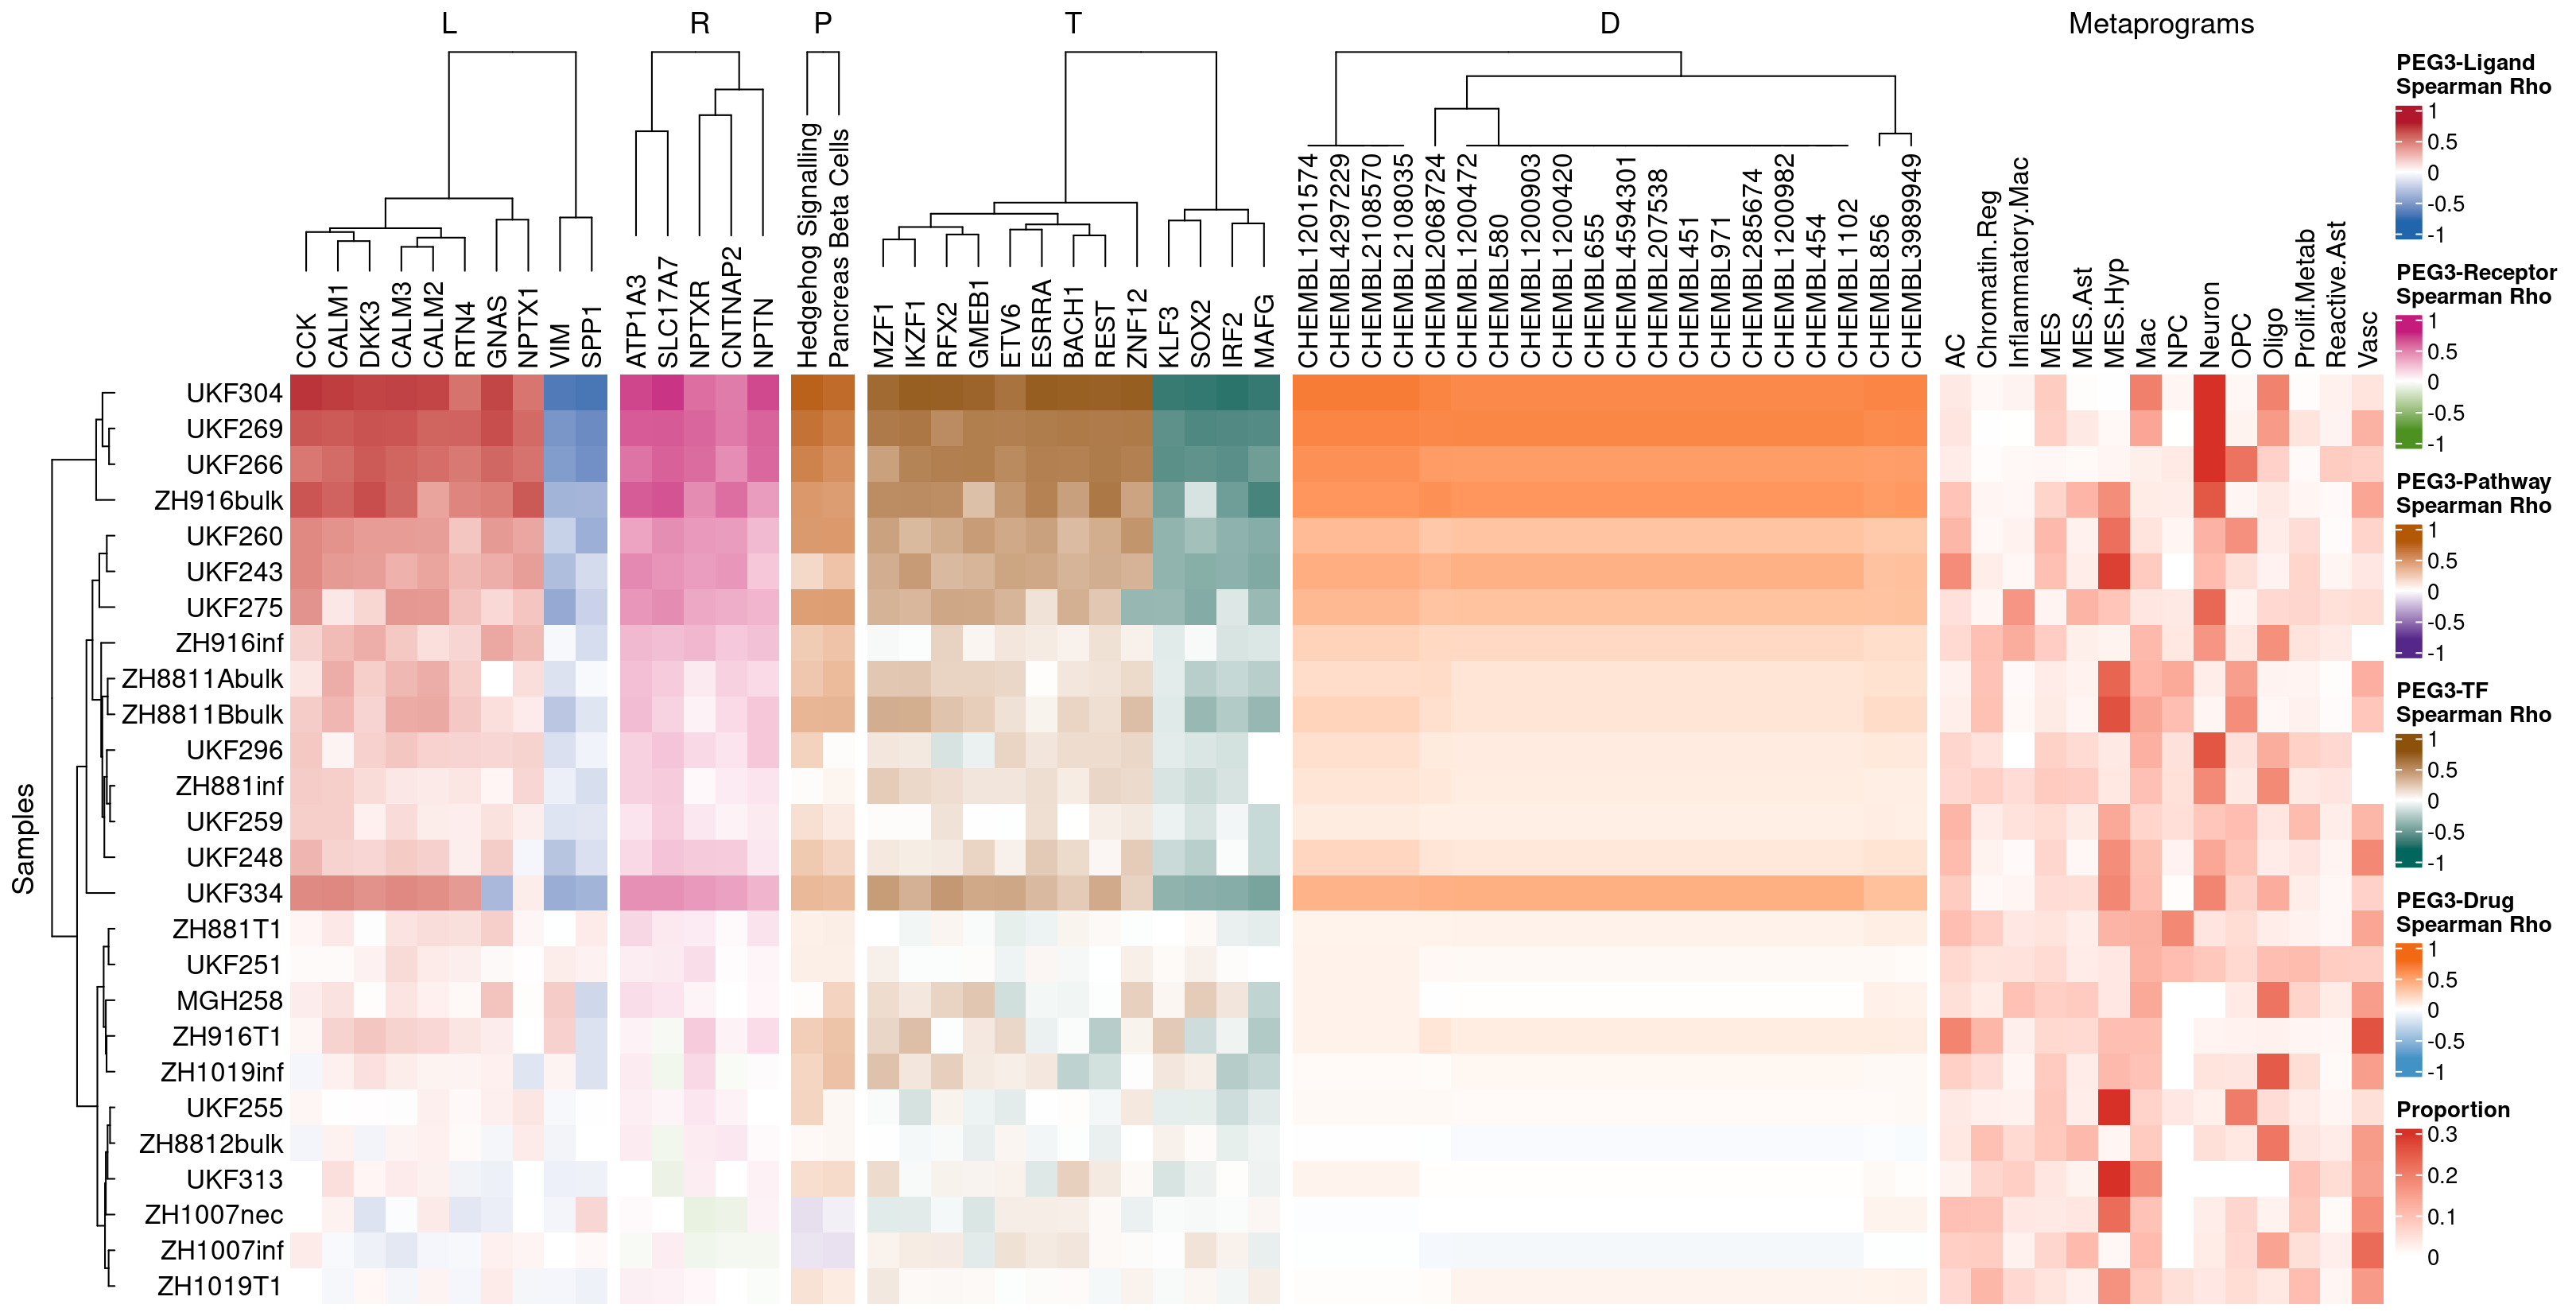 L R P T D Metaprograms
CCK
CALM1
DKK3
CALM3
CALM2
RTN4
GNAS
NPTX1
VIM
SPP1
ATP1A3
SLC17A7
NPTXR
CNTNAP2
NPTN
Hedgehog Signalling
Pancreas Beta Cells
MZF1
IKZF1
RFX2
GMEB1
ETV6
ESRRA
BACH1
REST
ZNF12
KLF3
SOX2
IRF2
MAFG
CHEMBL1201574
CHEMBL4297229
CHEMBL2108570
CHEMBL2108035
CHEMBL2068724
CHEMBL1200472
CHEMBL580
CHEMBL1200903
CHEMBL1200420
CHEMBL655
CHEMBL4594301
CHEMBL207538
CHEMBL451
CHEMBL971
CHEMBL285674
CHEMBL1200982
CHEMBL454
CHEMBL1102
CHEMBL856
CHEMBL3989949
AC
Chromatin.Reg
Inflammatory.Mac
MES
MES.Ast
MES.Hyp
Mac
NPC
Neuron
OPC
Oligo
Prolif.Metab
Reactive.Ast
Vasc
Samples
UKF304
UKF269
UKF266
ZH916bulk
UKF260
UKF243
UKF275
ZH916inf
ZH8811Abulk
ZH8811Bbulk
UKF296
ZH881inf
UKF259
UKF248
UKF334
ZH881T1
UKF251
MGH258
ZH916T1
ZH1019inf
UKF255
ZH8812bulk
UKF313
ZH1007nec
ZH1007inf
ZH1019T1
PEG3-Ligand
Spearman Rho
1
0.5
0
-0.5
-1
PEG3-Receptor
Spearman Rho
1
0.5
0
-0.5
-1
PEG3-Pathway
Spearman Rho
1
0.5
0
-0.5
-1
PEG3-TF
Spearman Rho
1
0.5
0
-0.5
-1
PEG3-Drug
Spearman Rho
1
0.5
0
-0.5
-1
Proportion
0.3
0.2
0.1
0